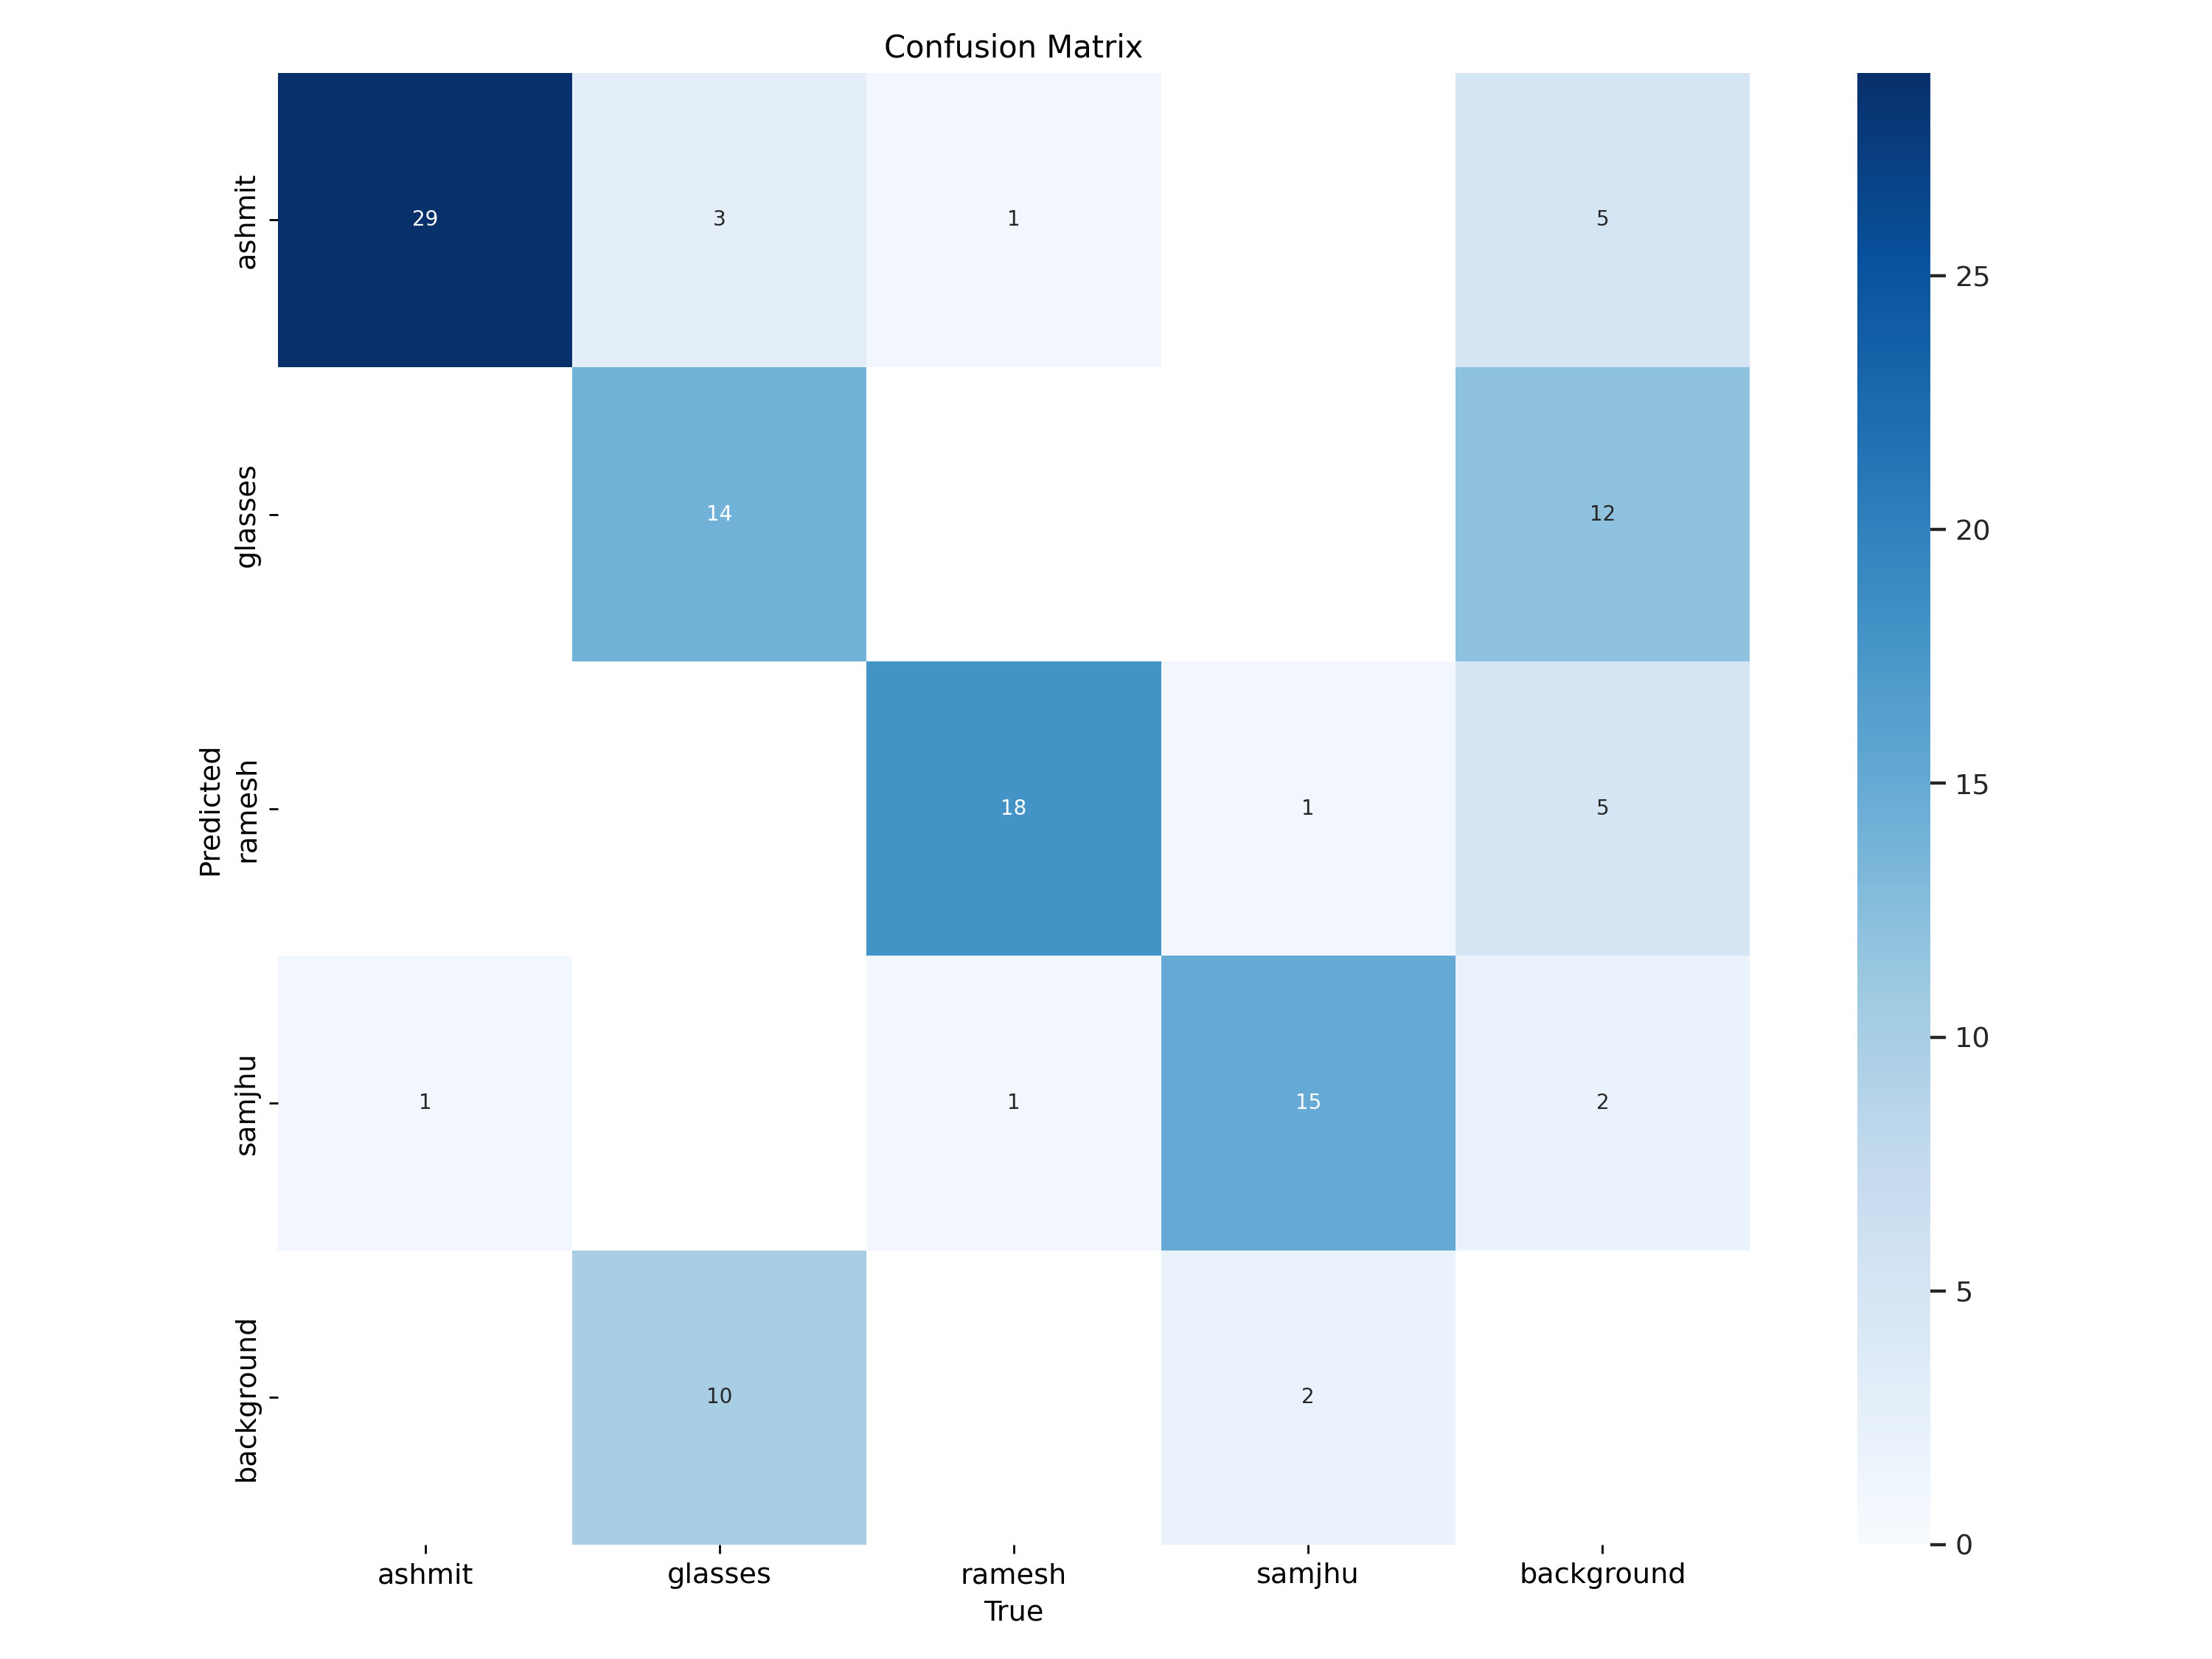 Confusion Matrix
ashmit
29
3
1
5
25
glasses
14
12
20
Predicted
ramesh
18
1
5
15
samjhu
1
1
15
2
10
background
10
2
5
0
ashmit
glasses
ramesh
samjhu
background
True